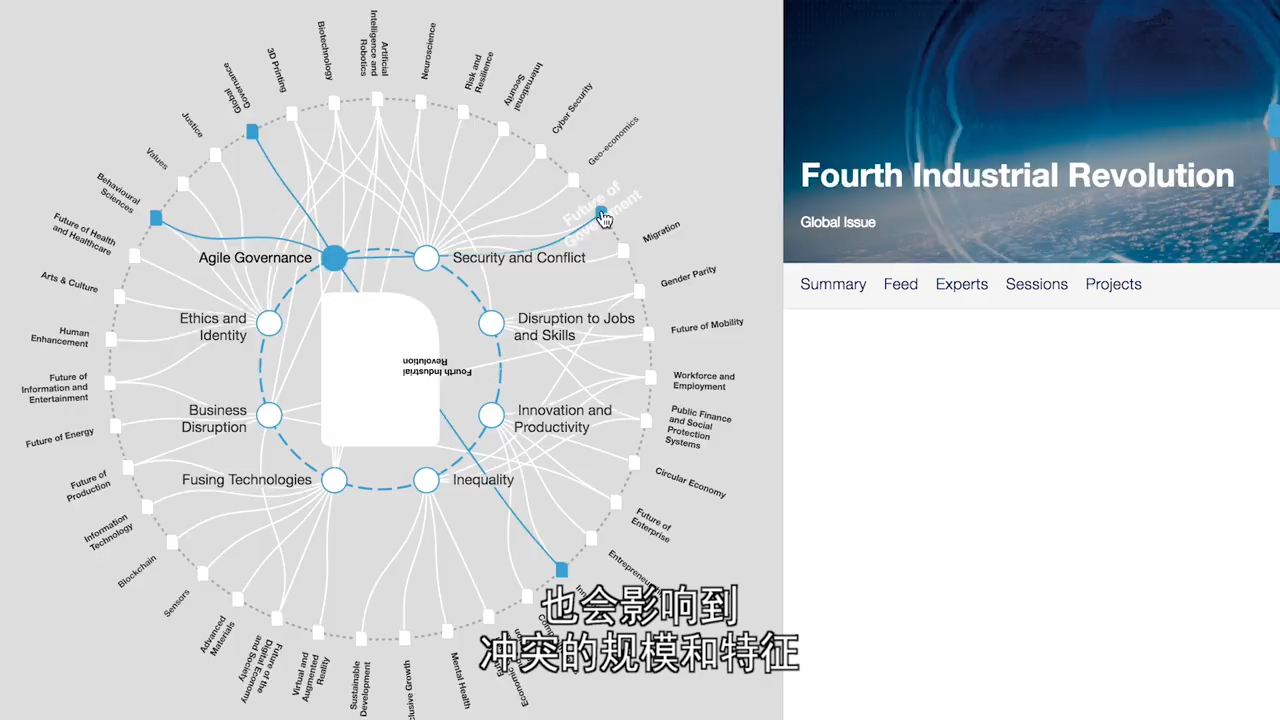 Artificial
Intelligence and
Robotics
Neuroscience
Risk and
Resilience
International
Security
Cyber Security
Geo-economics
Future of
Government
Migration
Gender Parity
Future of Mobility
Workforce and
Employment
Public Finance
and Social
Protection
Systems
Circular Economy
Future of
Enterprise
Mental Health
Sustainable
Development
Virtual and
Augmented
Reality
Future of the
Digital Economy
and Society
Advanced
Materials
Sensors
Blockchain
Information
Technology
Future of
Production
Future of Energy
Future of
Information and
Entertainment
Human
Enhancement
Arts & Culture
Future of Health
and Healthcare
Behavioural
Sciences
Values
Justice
Global
Governance
3D Printing
Biotechnology
Agile Governance
Security and Conflict
Ethics and
Identity
Disruption to Jobs
and Skills
Fourth Industrial
Revolution
Business
Disruption
Innovation and
Productivity
Fusing Technologies
Inequality
Fourth Industrial Revolution
Global Issue
Summary Feed Experts Sessions Projects
也会影响到
冲突的规模和特征